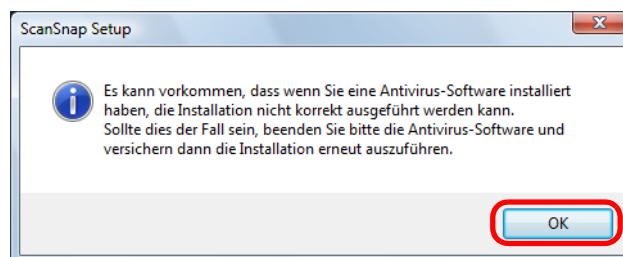 ScanSnap Setup
Es kann vorkommen, dass wenn Sie eine Antivirus-Software installiert
haben, die Installation nicht korrekt ausgeführt werden kann.
Sollte dies der Fall sein, beenden Sie bitte die Antivirus-Software und
versichern dann die Installation erneut auszuführen.
OK